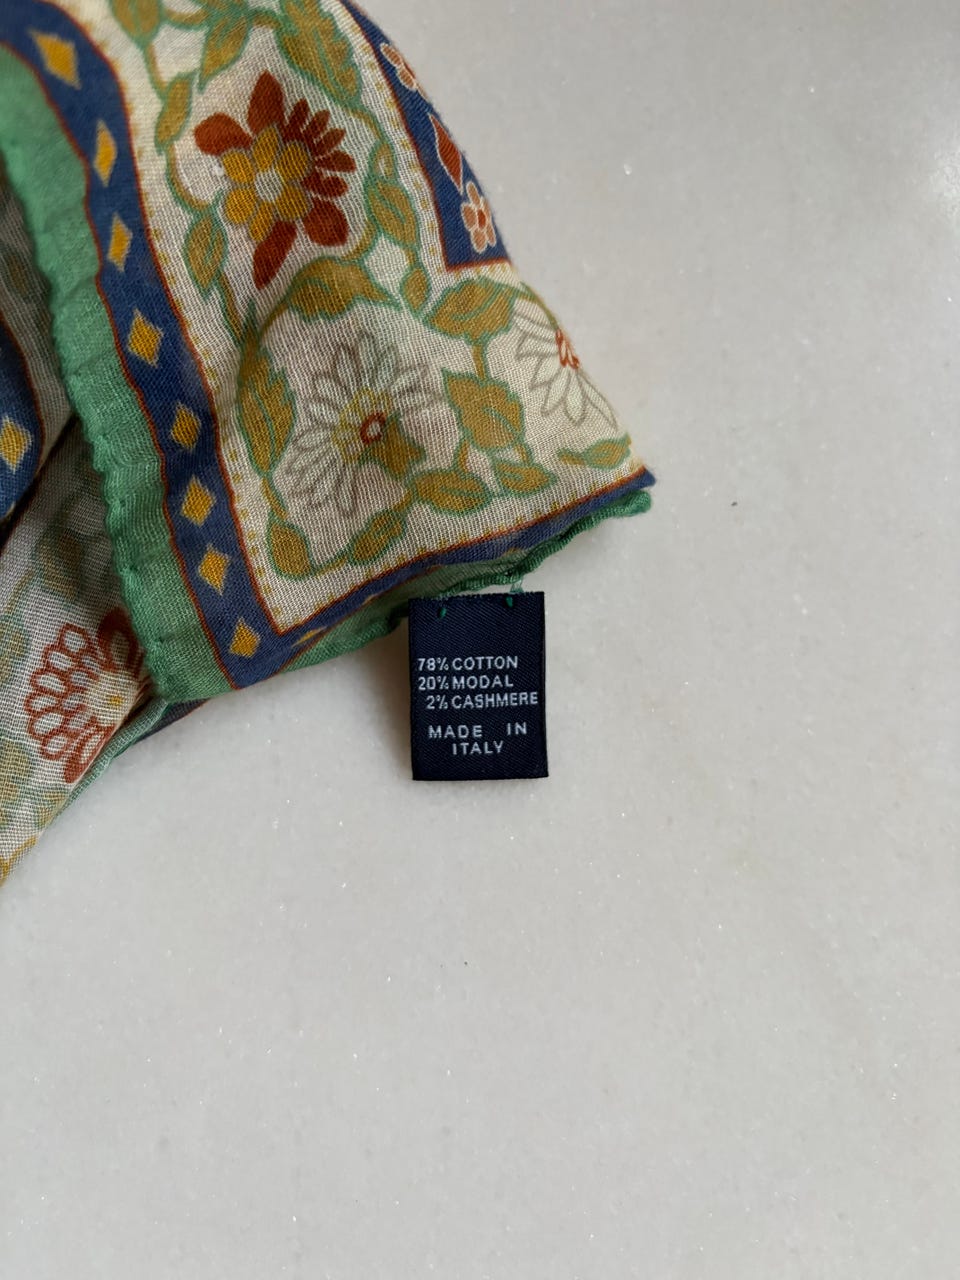 78% COTTON
20% MODAL
2% CASHMERE
MADE IN
ITALY